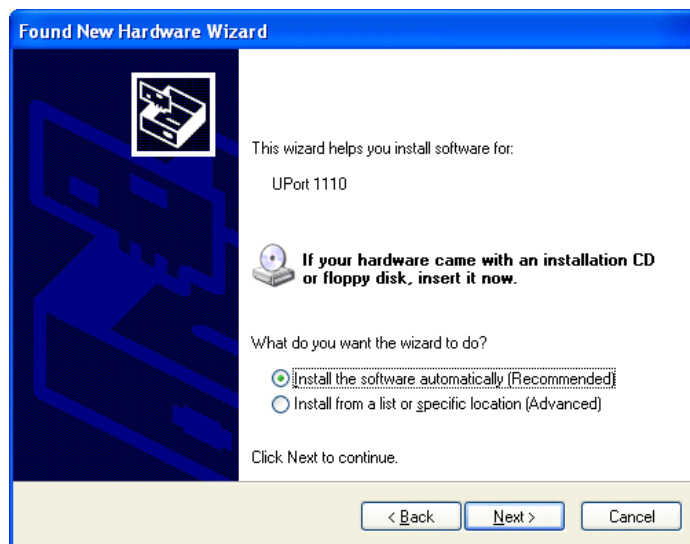 Found New Hardware Wizard
This wizard helps you install software for:
UPort 1110
If your hardware came with an installation CD
or floppy disk, insert it now.
What do you want the wizard to do?
Install the software automatically (Recommended)
Install from a list or specific location (Advanced)
Click Next to continue.
< Back
Next >
Cancel